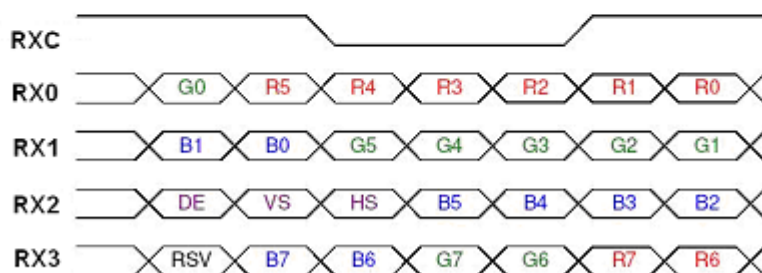 RXC
RX0 G0 R5 R4 R3 R2 R1 R0
RX1 B1 B0 G5 G4 G3 G2 G1
RX2 DE VS HS B5 B4 B3 B2
RX3 RSV B7 B6 G7 G6 R7 R6